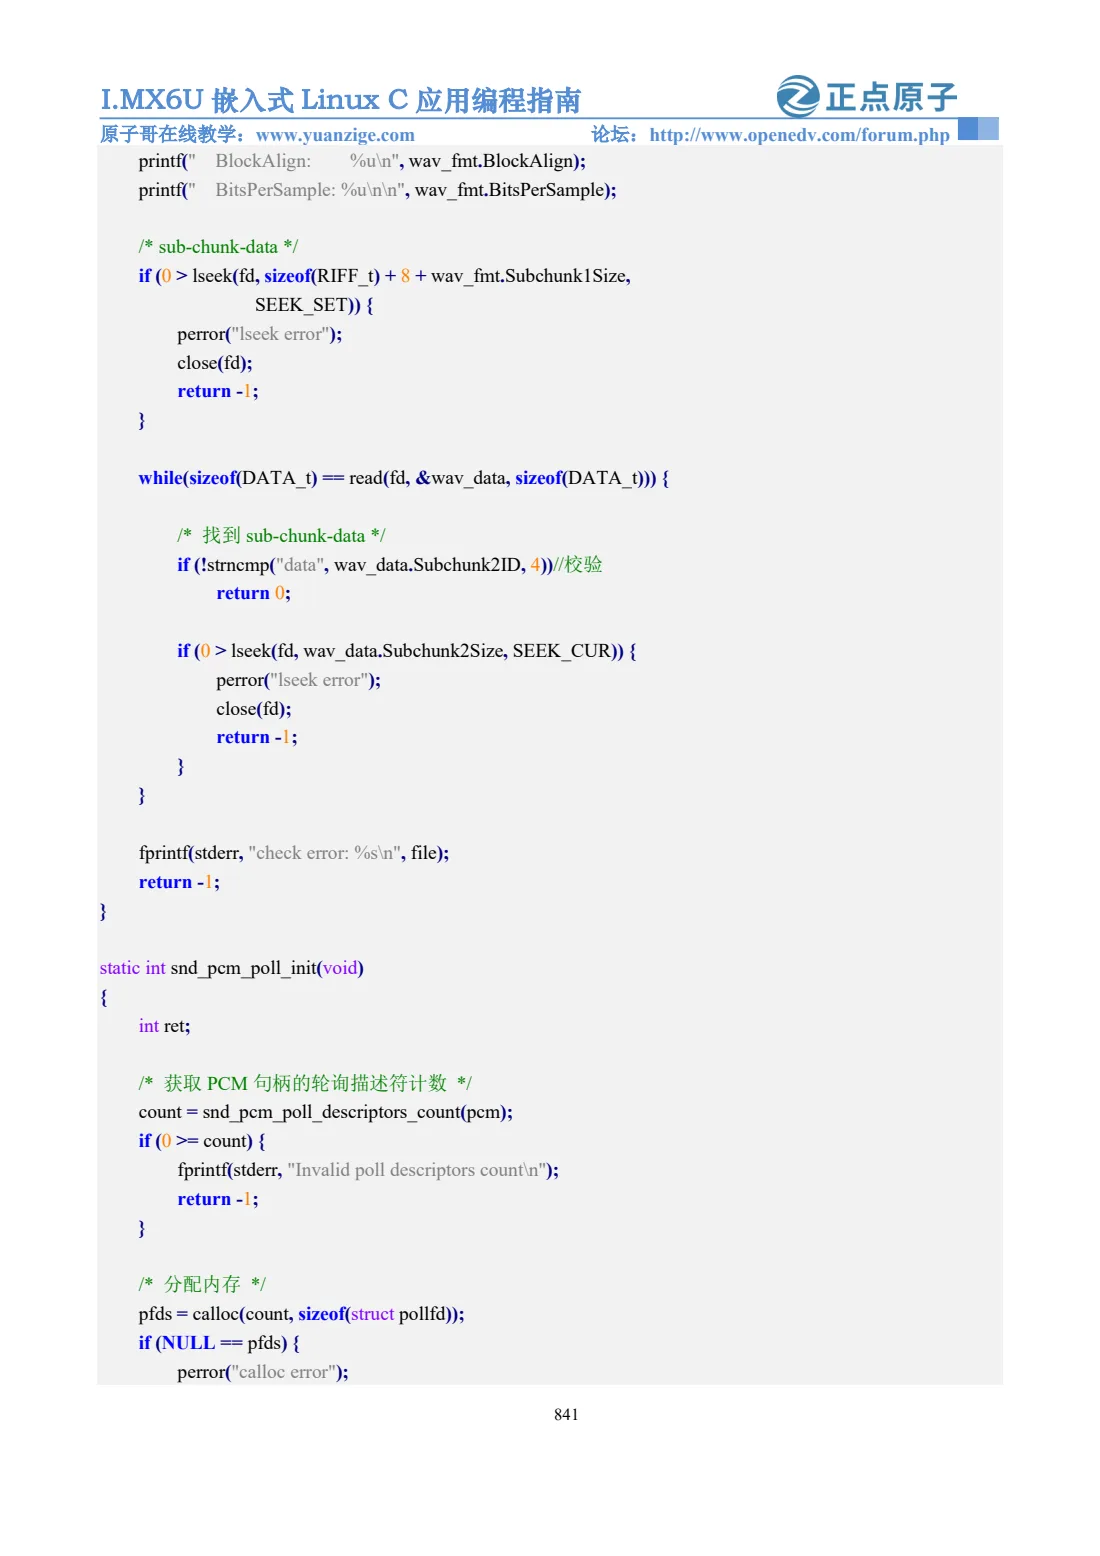 I.MX6U 嵌入式 Linux C 应用编程指南
正点原子
原子哥在线教学：www.yuanzige.com 论坛：http://www.openedv.com/forum.php
printf("    BlockAlign:        %u\n", wav_fmt.BlockAlign);
printf("    BitsPerSample: %u\n\n", wav_fmt.BitsPerSample);
/* sub-chunk-data */
if (0 > lseek(fd, sizeof(RIFF_t) + 8 + wav_fmt.Subchunk1Size,
SEEK_SET)) {
perror("lseek error");
close(fd);
return -1;
}
while(sizeof(DATA_t) == read(fd, &wav_data, sizeof(DATA_t))) {
/* 找到 sub-chunk-data */
if (!strncmp("data", wav_data.Subchunk2ID, 4))//校验
return 0;
if (0 > lseek(fd, wav_data.Subchunk2Size, SEEK_CUR)) {
perror("lseek error");
close(fd);
return -1;
}
}
fprintf(stderr, "check error: %s\n", file);
return -1;
}
static int snd_pcm_poll_init(void)
{
int ret;
/* 获取 PCM 句柄的轮询描述符计数 */
count = snd_pcm_poll_descriptors_count(pcm);
if (0 >= count) {
fprintf(stderr, "Invalid poll descriptors count\n");
return -1;
}
/* 分配内存 */
pfds = calloc(count, sizeof(struct pollfd));
if (NULL == pfds) {
perror("calloc error");
841